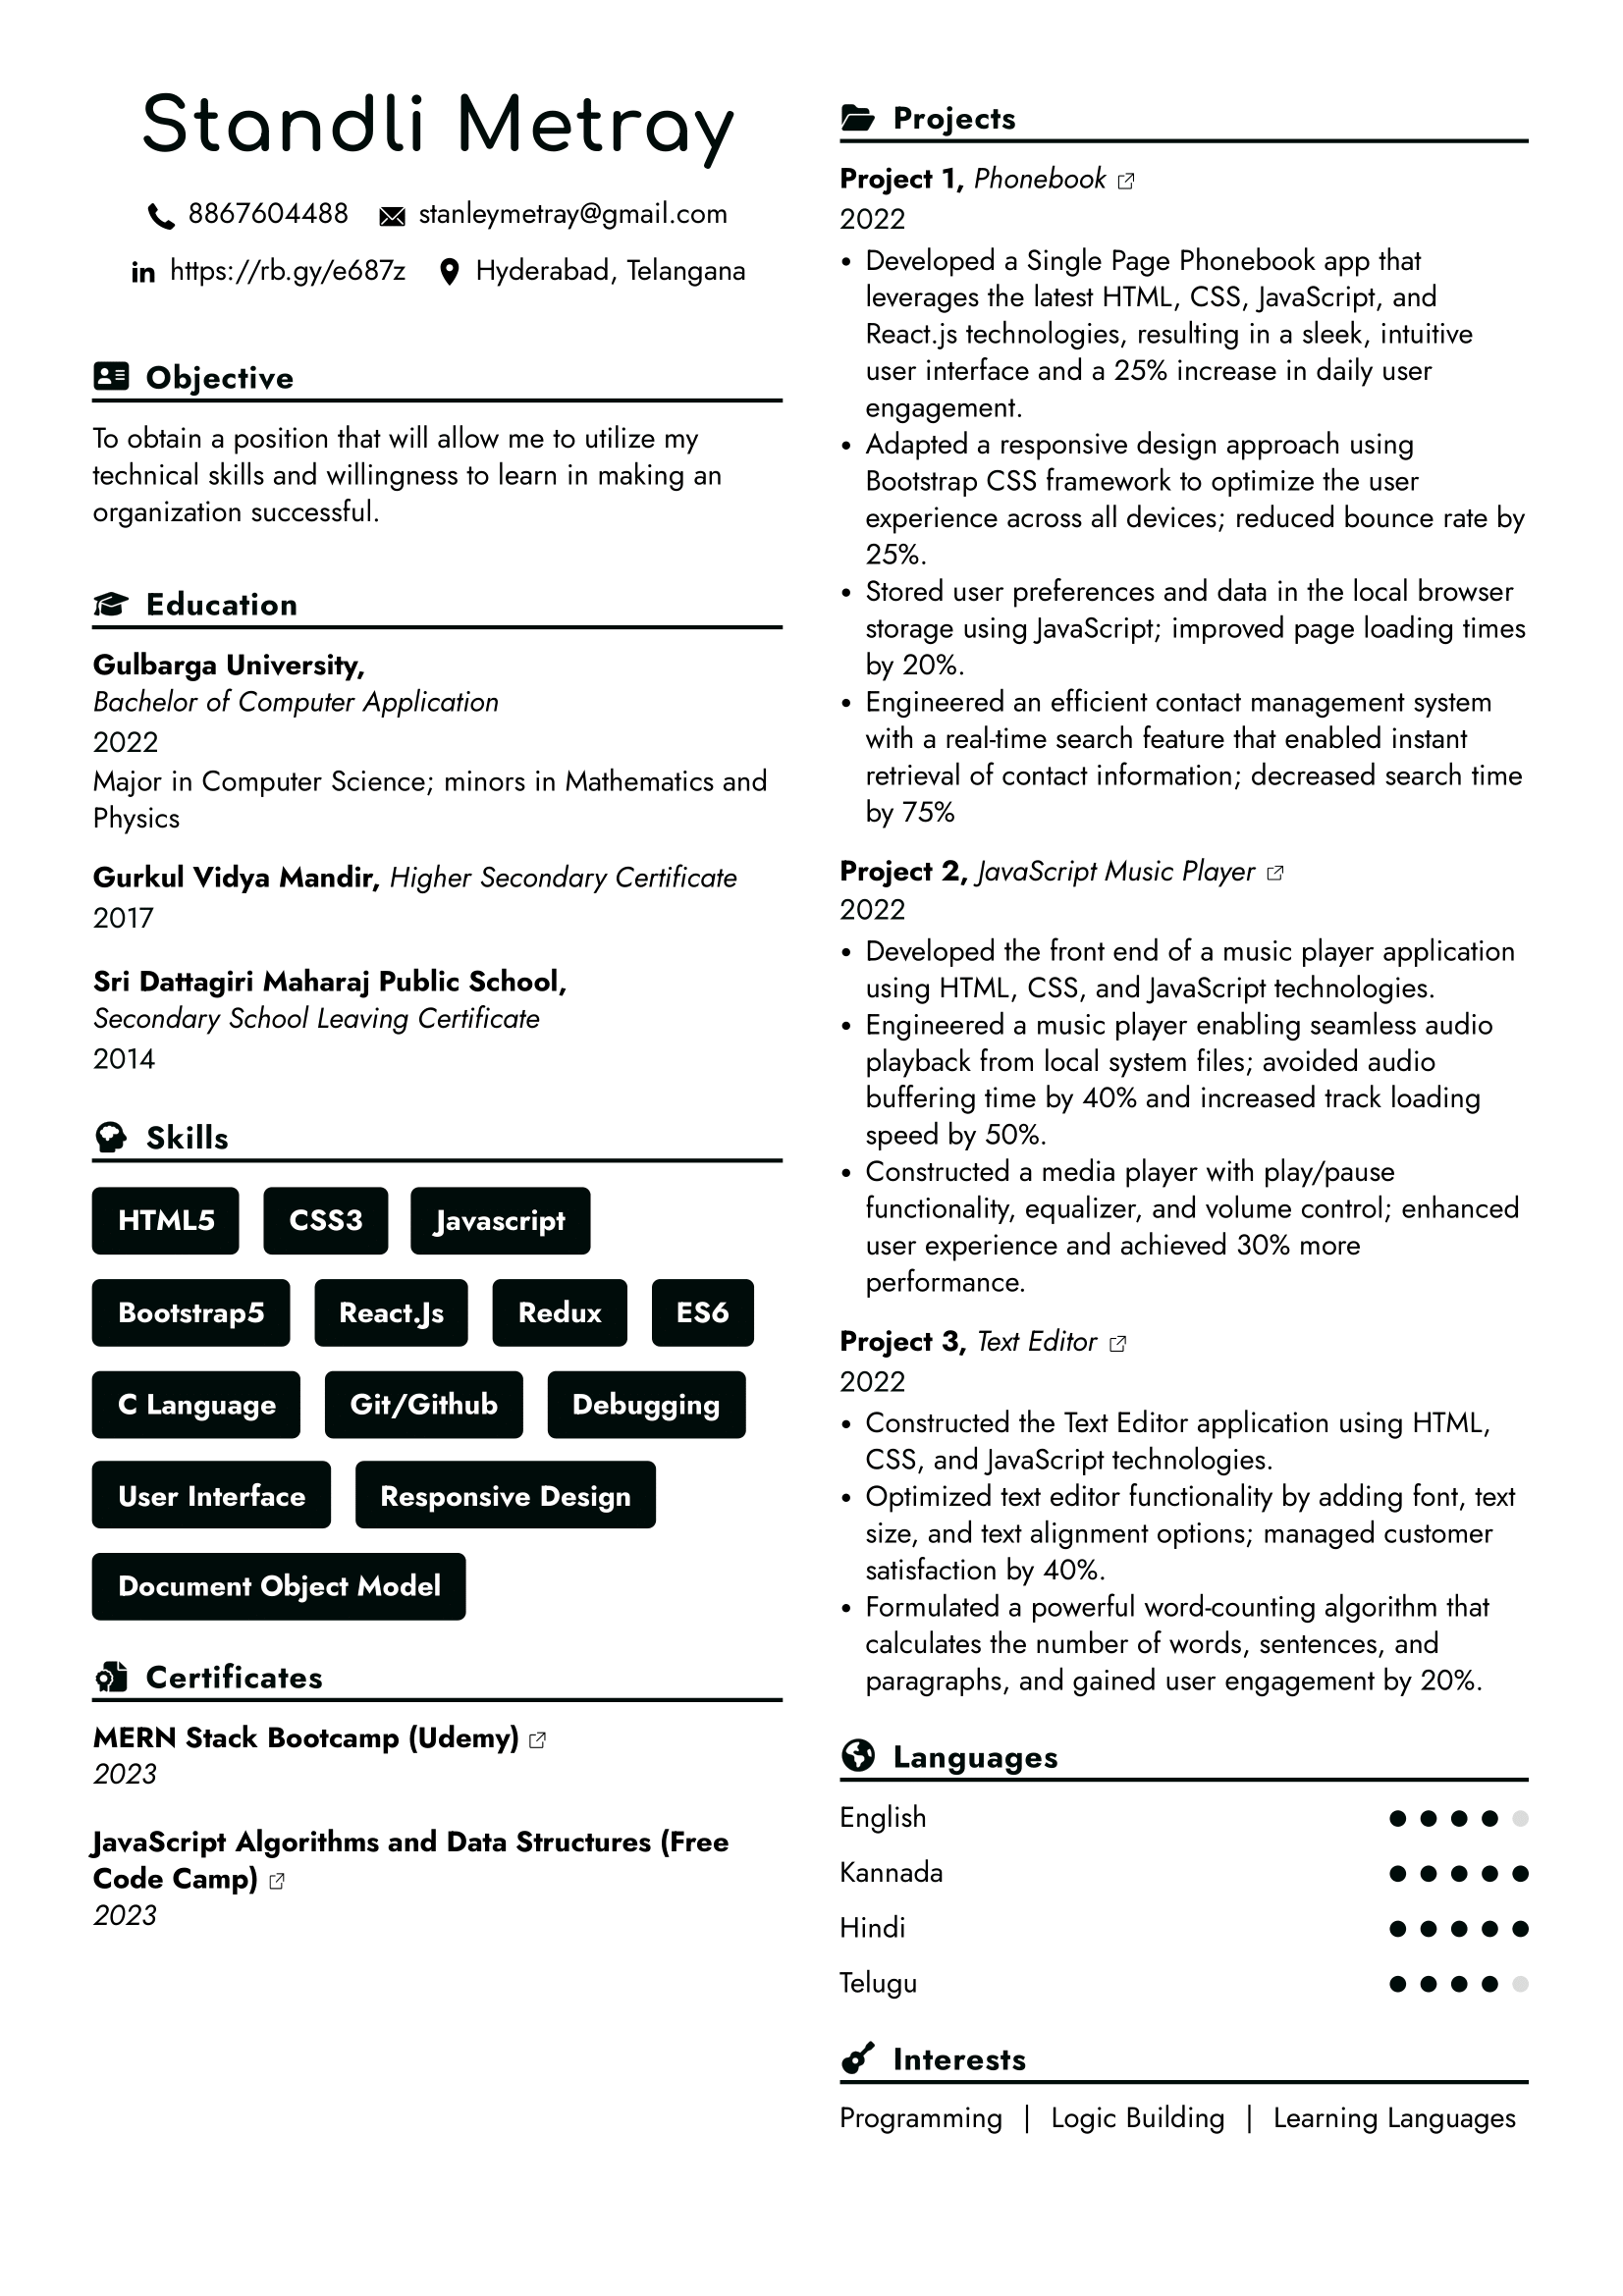 Standli Metray
8867604488 stanleymetray@gmail.com
https://rb.gy/e687z Hyderabad, Telangana
Objective
To obtain a position that will allow me to utilize my
technical skills and willingness to learn in making an
organization successful.
Education
Gulbarga University,
Bachelor of Computer Application
2022
Major in Computer Science; minors in Mathematics and
Physics
Gurkul Vidya Mandir, Higher Secondary Certificate
2017
Sri Dattagiri Maharaj Public School,
Secondary School Leaving Certificate
2014
Skills
HTML5 CSS3 Javascript
Bootstrap5 React.Js Redux ES6
C Language Git/Github Debugging
User Interface Responsive Design
Document Object Model
Certificates
MERN Stack Bootcamp (Udemy)
2023
JavaScript Algorithms and Data Structures (Free
Code Camp)
2023
Projects
Project 1, Phonebook
2022
• Developed a Single Page Phonebook app that
leverages the latest HTML, CSS, JavaScript, and
React.js technologies, resulting in a sleek, intuitive
user interface and a 25% increase in daily user
engagement.
• Adapted a responsive design approach using
Bootstrap CSS framework to optimize the user
experience across all devices; reduced bounce rate by
25%.
• Stored user preferences and data in the local browser
storage using JavaScript; improved page loading times
by 20%.
• Engineered an efficient contact management system
with a real-time search feature that enabled instant
retrieval of contact information; decreased search time
by 75%
Project 2, JavaScript Music Player
2022
• Developed the front end of a music player application
using HTML, CSS, and JavaScript technologies.
• Engineered a music player enabling seamless audio
playback from local system files; avoided audio
buffering time by 40% and increased track loading
speed by 50%.
• Constructed a media player with play/pause
functionality, equalizer, and volume control; enhanced
user experience and achieved 30% more
performance.
Project 3, Text Editor
2022
• Constructed the Text Editor application using HTML,
CSS, and JavaScript technologies.
• Optimized text editor functionality by adding font, text
size, and text alignment options; managed customer
satisfaction by 40%.
• Formulated a powerful word-counting algorithm that
calculates the number of words, sentences, and
paragraphs, and gained user engagement by 20%.
Languages
English
Kannada
Hindi
Telugu
Interests
Programming | Logic Building | Learning Languages